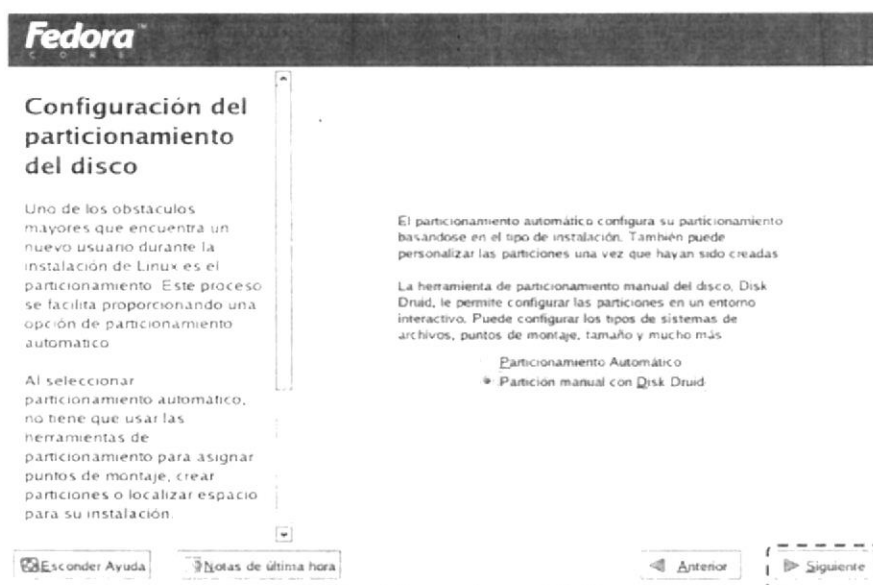 Fedora™
CORE
Configuración del
particionamiento
del disco
Uno de los obstaculos
mayores que encuentra un
nuevo usuario durante la
instalación de Linux es el
particionamiento. Este proceso
se facilita proporcionando una
opción de particionamiento
automatico
Al seleccionar
particionamiento automático,
no tiene que usar las
herramientas de
particionamiento para asignar
puntos de montaje, crear
particiones o localizar espacio
para su instalación.
El particionamiento automático configura su particionamiento
basándose en el tipo de instalación. También puede
personalizar las particiones una vez que hayan sido creadas
La herramienta de particionamiento manual del disco, Disk
Druid, le permite configurar las particiones en un entorno
interactivo. Puede configurar los tipos de sistemas de
archivos, puntos de montaje, tamaño y mucho más
Particionamiento Automático
Partición manual con Disk Druid
Esconder Ayuda
Notas de última hora
Anterior
Siguiente